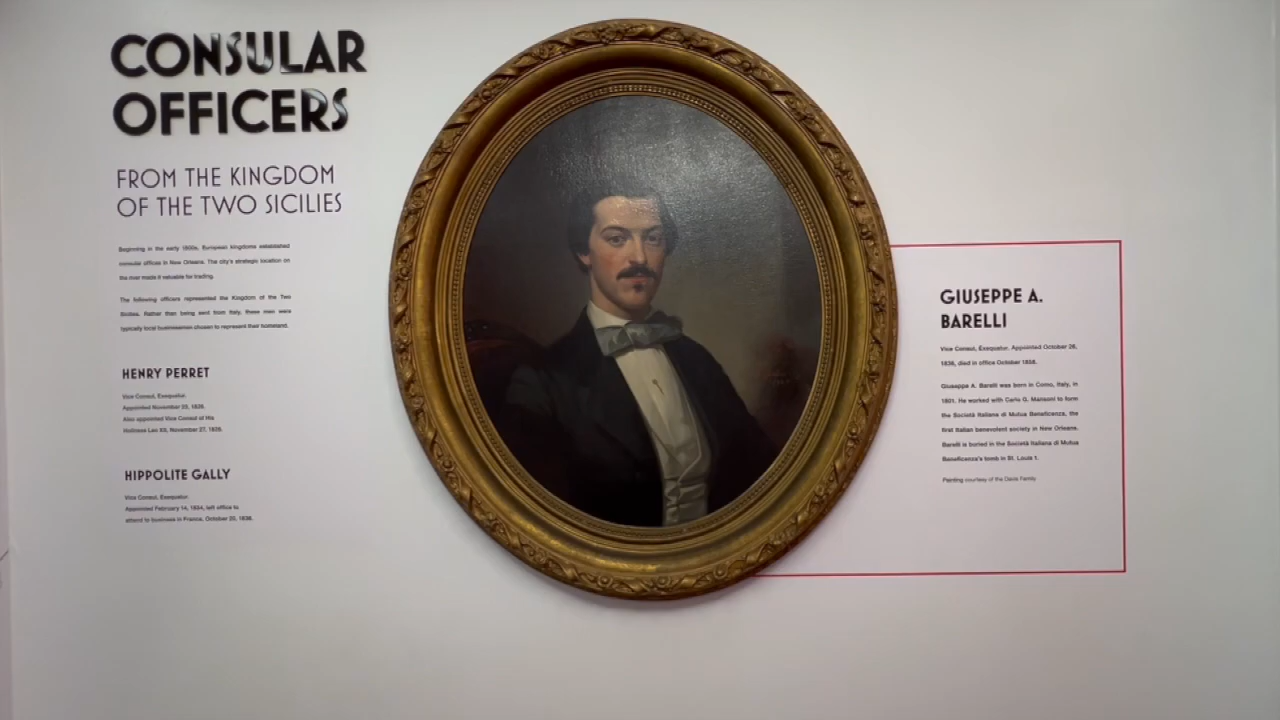 CONSULAR
OFFICERS
FROM THE KINGDOM
OF THE TWO SICILIES
Beginning in the early 1800s, European kingdoms established
consular offices in New Orleans. The city's strategic location on
the river made it valuable for trading.
The following officers represented the Kingdom of the Two
Sicilies. Rather than being sent from Italy, these men were
typically local businessmen chosen to represent their homeland.
HENRY PERRET
Vice Consul, Exequatur.
Appointed November 23, 1826.
Also appointed Vice Consul of His
Holiness Leo XII, November 27, 1826.
HIPPOLITE GALLY
Vice Consul, Exequatur.
Appointed February 14, 1834, left office to
attend to business in France, October 25, 1838.
GIUSEPPE A.
BARELLI
Vice Consul, Exequatur. Appointed October 26,
1838, died in office October 1858.
Giuseppe A. Barelli was born in Como, Italy, in
1801. He worked with Carlo G. Mansoni to form
the Società Italiana di Mutua Beneficenza, the
first Italian benevolent society in New Orleans.
Barelli is buried in the Società Italiana di Mutua
Beneficenza's tomb in St. Louis 1.
Painting courtesy of the Davis Family